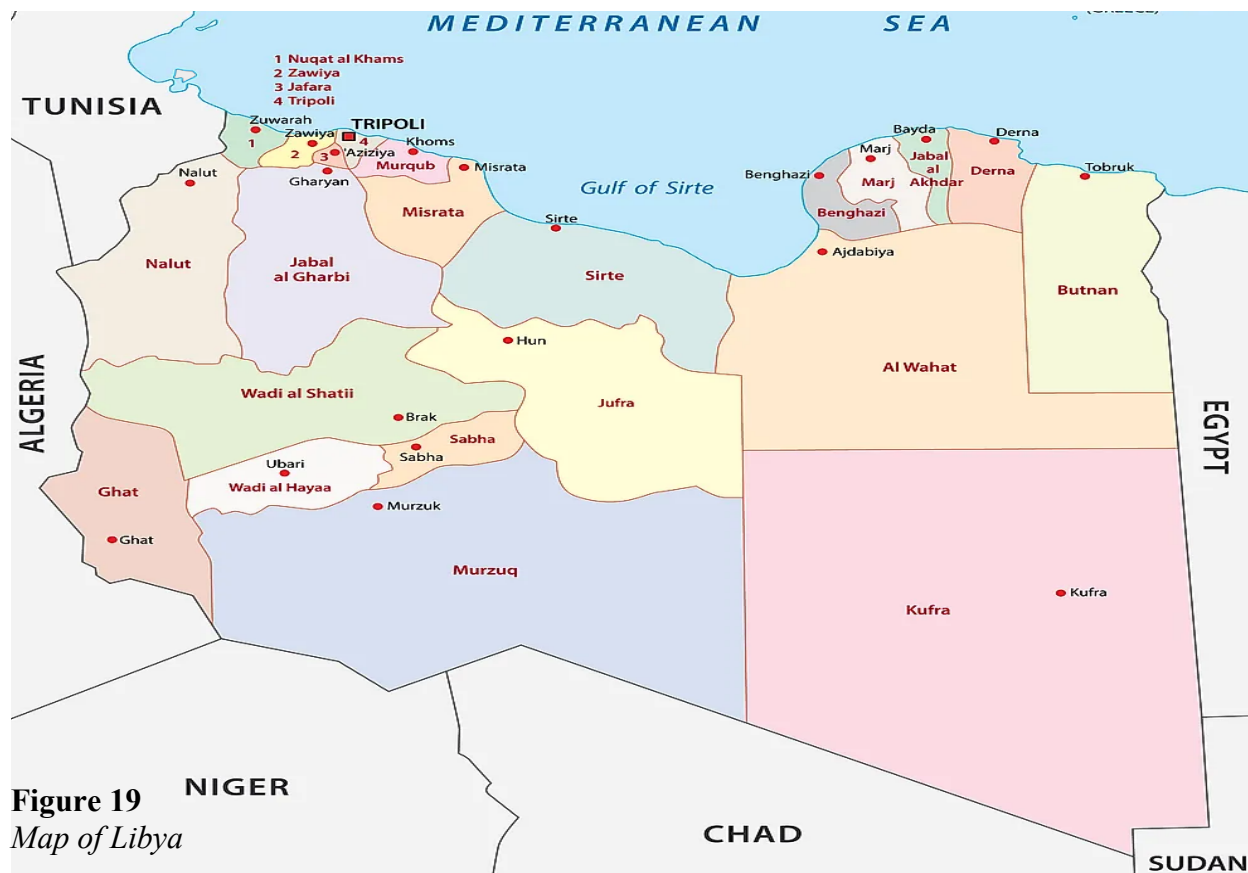 (GREECE)
MEDITERRANEAN SEA
1 Nuqat al Khams
2 Zawiya
3 Jafara
4 Tripoli
TUNISIA
Zuwarah
1
Zawiya
2
TRIPOLI
4
3
'Aziziya
Khoms
Murqub
Misrata
Gharyan
Nalut
Misrata
Gulf of Sirte
Sirte
Bayda
Derna
Marj
Jabal
al
Akhdar
Marj
Derna
Benghazi
Benghazi
Tobruk
Ajdabiya
Nalut
Jabal
al Gharbi
Sirte
Butnan
Hun
Al Wahat
ALGERIA
Wadi al Shatii
Brak
Jufra
EGYPT
Sabha
Sabha
Ubari
Wadi al Hayaa
Ghat
Murzuk
Ghat
Murzuq
Kufra
Kufra
NIGER
Figure 19
Map of Libya
CHAD
SUDAN